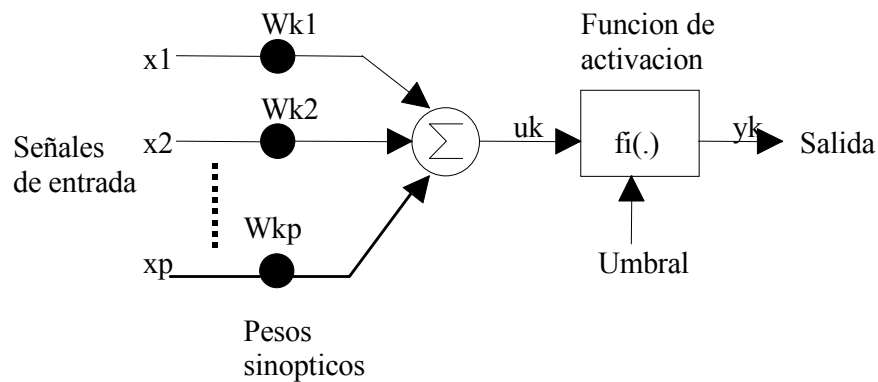 Wk1
Funcion de
activacion
x1
Wk2
Señales
de entrada
x2
Σ
uk
fi(.)
yk
Salida
Wkp
xp
Umbral
Pesos
sinopticos